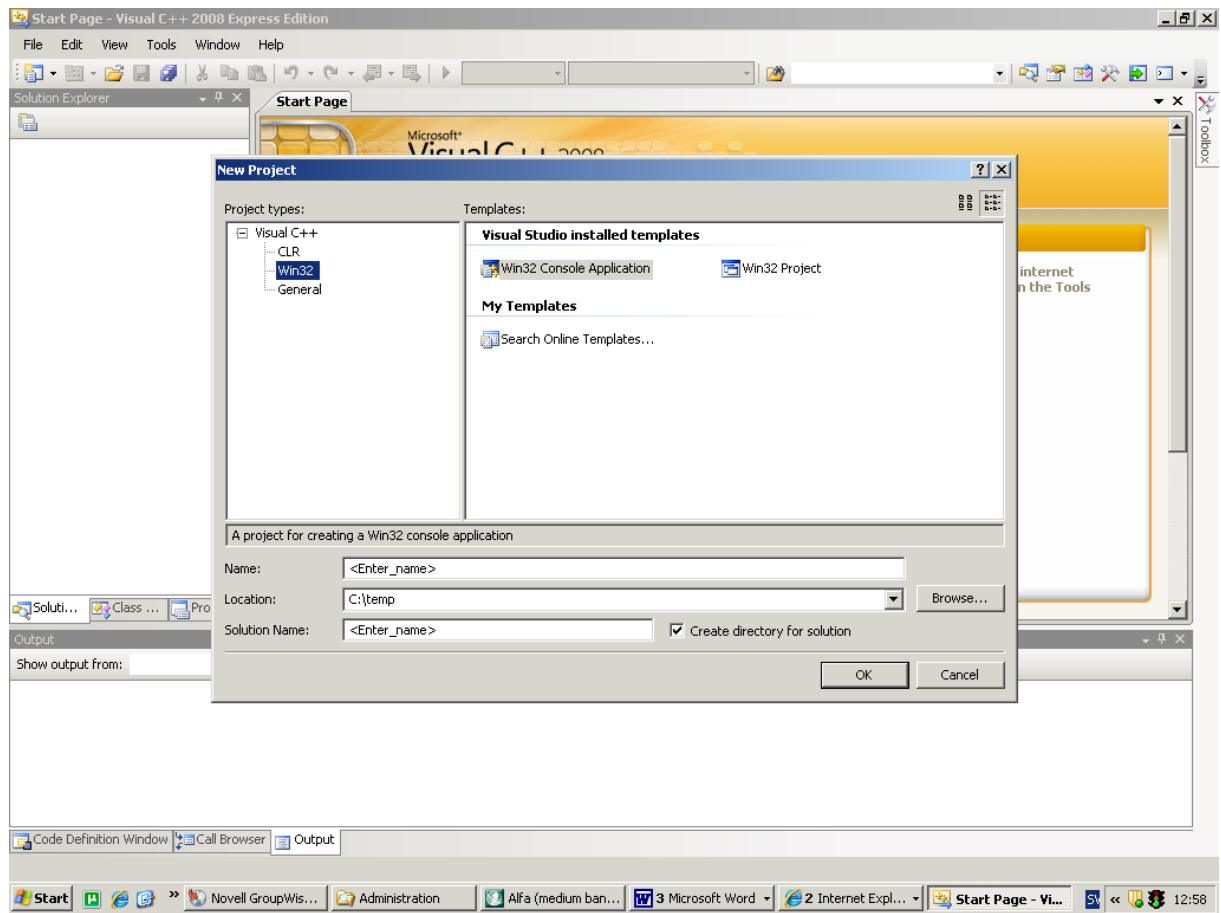 Start Page - Visual C++ 2008 Express Edition
File Edit View Tools Window Help
Solution Explorer
Start Page
Toolbox
Microsoft
New Project
Project types:
Templates:
Visual C++
CLR
Win32
General
Visual Studio installed templates
Win32 Console Application
Win32 Project
My Templates
Search Online Templates...
internet
the Tools
A project for creating a Win32 console application
Name:
<Enter_name>
Location:
C:\temp
Browse...
Solution Name:
<Enter_name>
Create directory for solution
OK
Cancel
Soluti... Class ... Pro
Output
Show output from:
Code Definition Window Call Browser Output
Start Novell GroupWis... Administration Alfa (medium ban... 3 Microsoft Word 2 Internet Expl... Start Page - Vi... 12:58